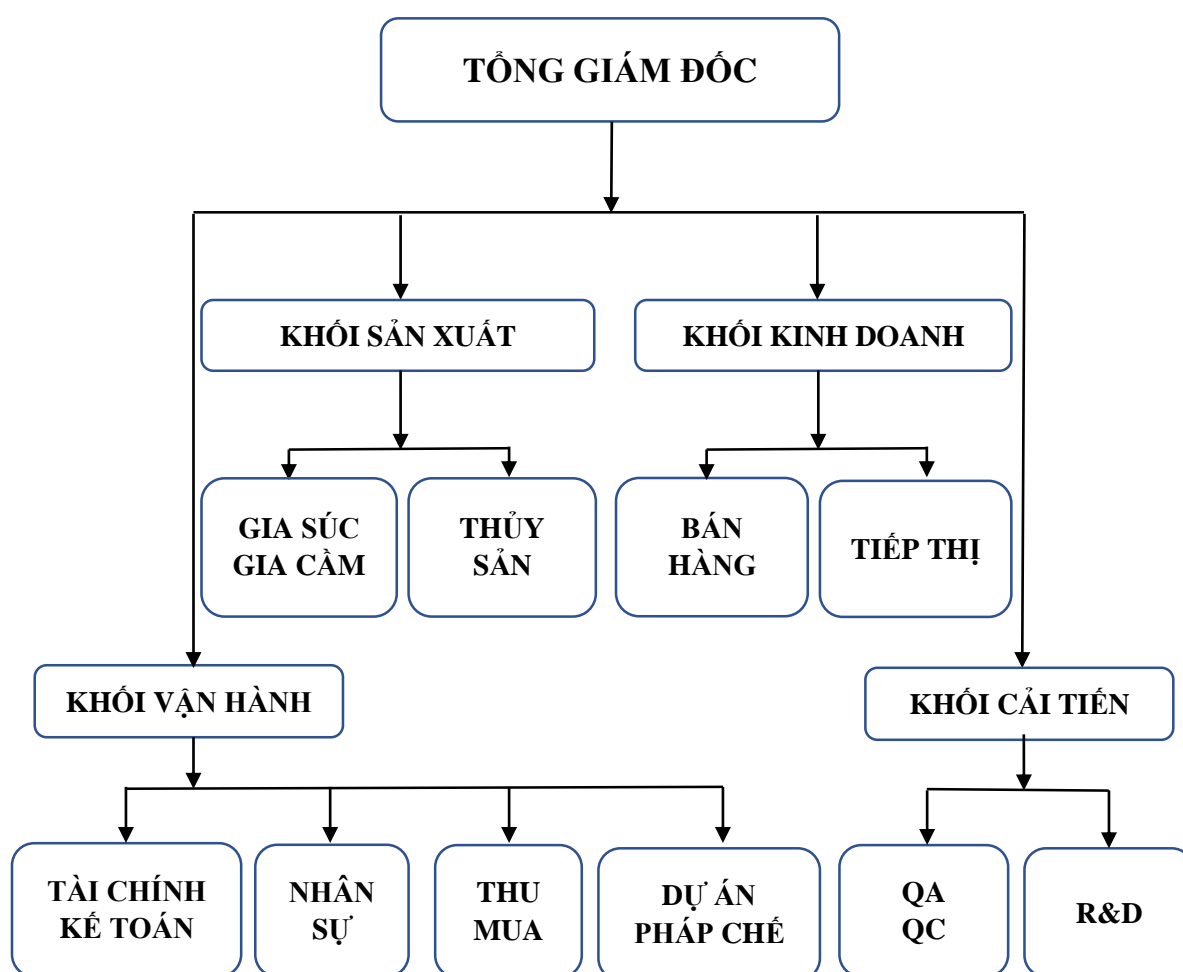 TỔNG GIÁM ĐỐC
KHỐI SẢN XUẤT
KHỐI KINH DOANH
GIA SÚC
GIA CẦM
THỦY
SẢN
BÁN
HÀNG
TIẾP THỊ
KHỐI VẬN HÀNH
KHỐI CẢI TIẾN
TÀI CHÍNH
KẾ TOÁN
NHÂN
SỰ
THU
MUA
DỰ ÁN
PHÁP CHẾ
QA
QC
R&D